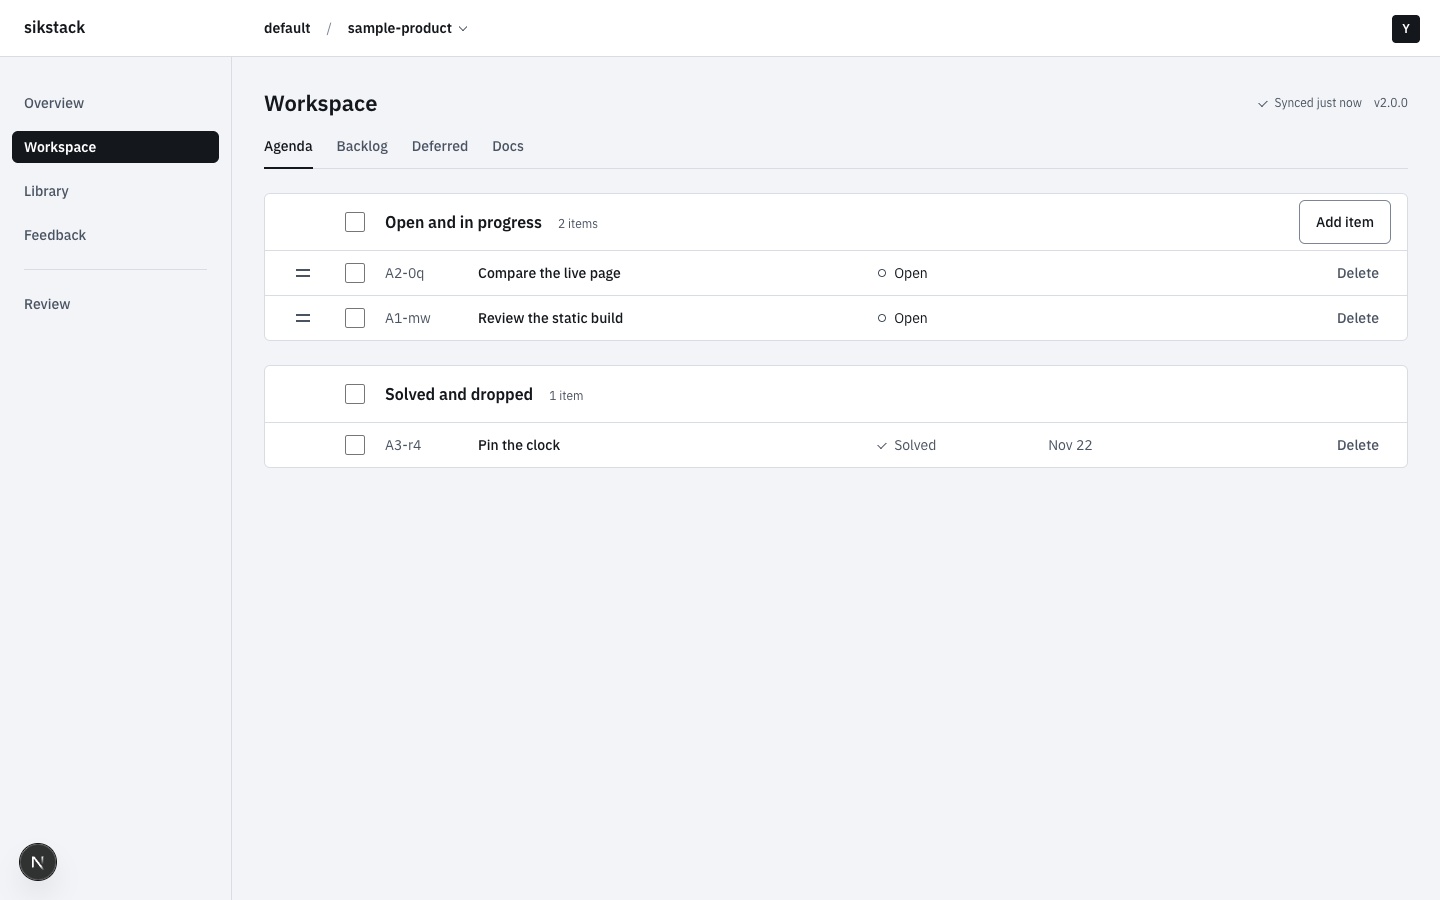 sikstack
default / sample-product
Y
Overview
Workspace
Library
Feedback
Review
Workspace
Synced just now v2.0.0
Agenda Backlog Deferred Docs
Open and in progress 2 items Add item
A2-0q Compare the live page Open Delete
A1-mw Review the static build Open Delete
Solved and dropped 1 item
A3-r4 Pin the clock Solved Nov 22 Delete
N